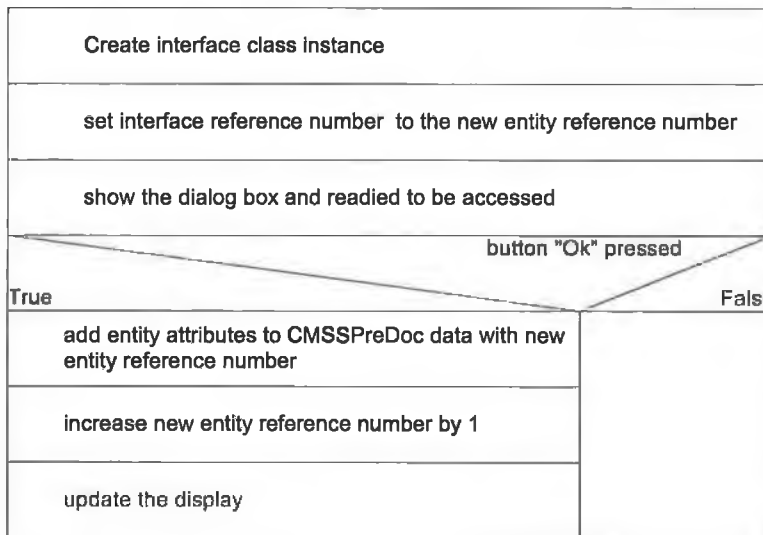 Create interface class instance
set interface reference number to the new entity reference number
show the dialog box and readied to be accessed
button "Ok" pressed
True
Fals
add entity attributes to CMSSPreDoc data with new
entity reference number
increase new entity reference number by 1
update the display